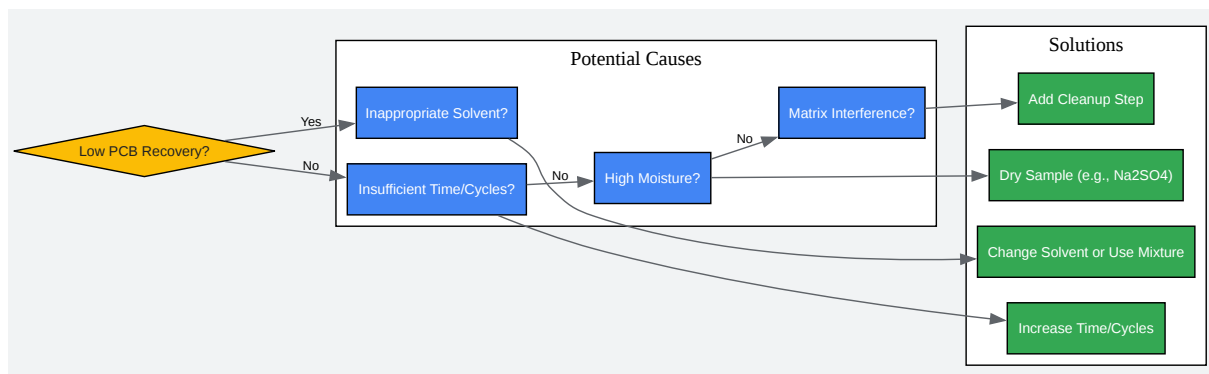 Low PCB Recovery?
Yes
No
Potential Causes
Inappropriate Solvent?
Insufficient Time/Cycles?
No
High Moisture?
No
Matrix Interference?
Solutions
Add Cleanup Step
Dry Sample (e.g., Na2SO4)
Change Solvent or Use Mixture
Increase Time/Cycles